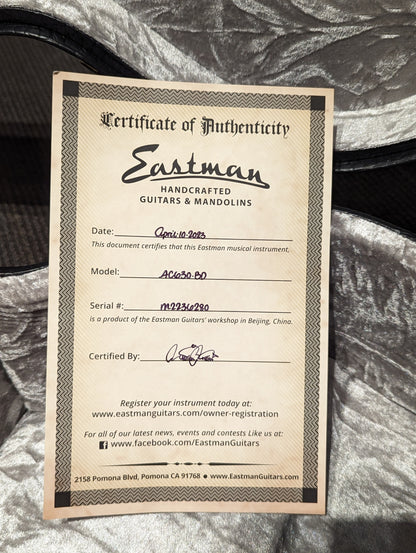 Certificate of Authenticity
Eastman
HANDCRAFTED
GUITARS & MANDOLINS
Date: April 10 2023
This document certifies that this Eastman musical instrument,
Model: AC630-BD
Serial #: M2236280
is a product of the Eastman Guitars' workshop in Beijing, China.
Certified By:
Register your instrument today at:
www.eastmanguitars.com/owner-registration
For all of our latest news, events and contests Like us at:
www.facebook.com/EastmanGuitars
2158 Pomona Blvd, Pomona CA 91768 ● www.EastmanGuitars.com